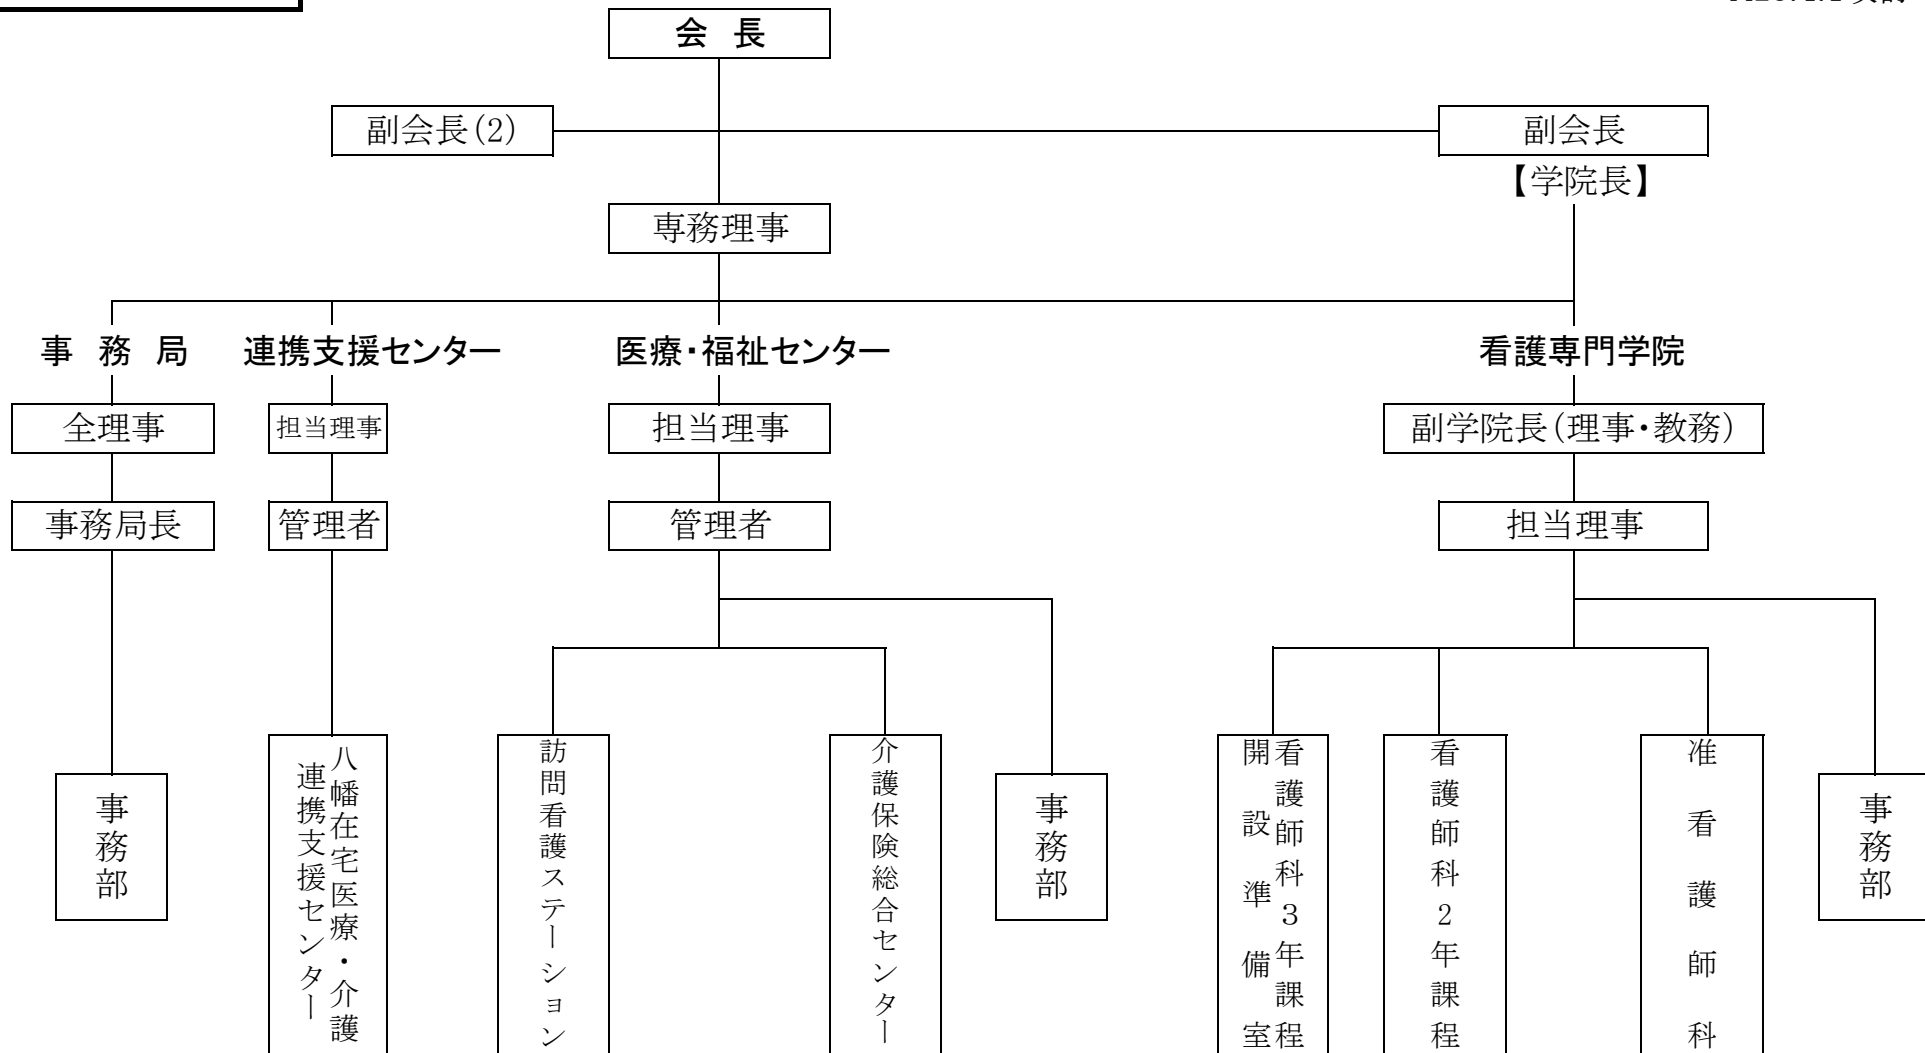 会 長
副会長(2)
副会長
【学院長】
専務理事
事 務 局
連携支援センター
医療・福祉センター
看護専門学院
全理事
担当理事
担当理事
副学院長(理事・教務)
事務局長
管理者
管理者
担当理事
事務部
八幡在宅医療・介護
連携支援センター
訪問看護ステーション
介護保険総合センター
事務部
看護師科3年課程
開設準備室
看護師科2年課程
准看護師科
事務部